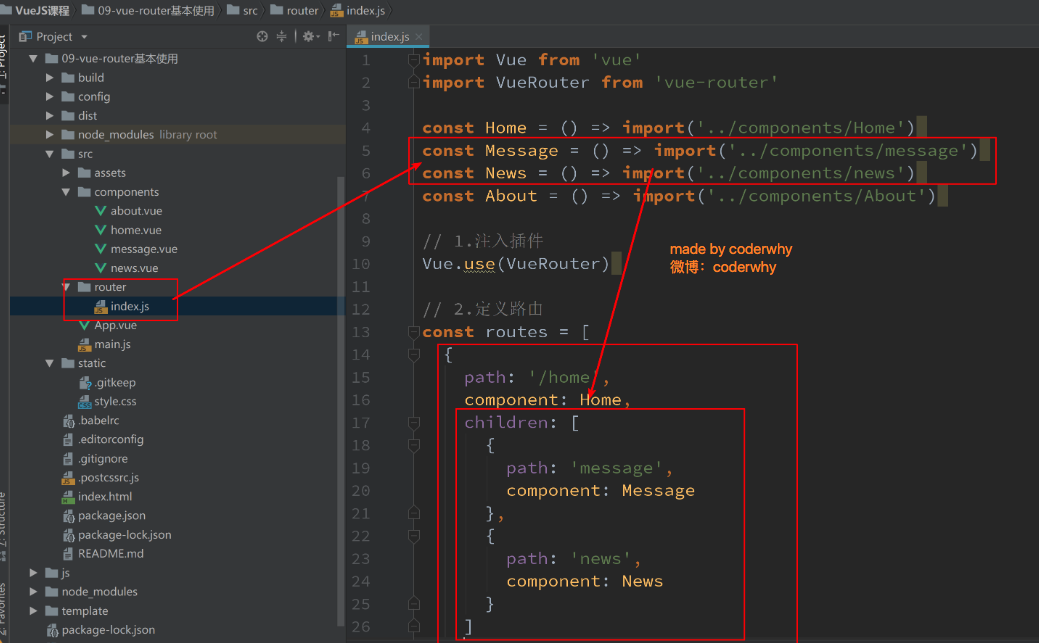 VueJS课程 09-vue-router基本使用 src router index.js
Project
index.js
1: Project
Z: Structure
2: Favorites
09-vue-router基本使用
build
config
dist
node_modules library root
src
assets
components
about.vue
home.vue
message.vue
news.vue
router
index.js
App.vue
main.js
static
.gitkeep
style.css
.babelrc
.editorconfig
.gitignore
.postcssrc.js
index.html
package.json
package-lock.json
README.md
js
node_modules
template
package-lock.json
1 import Vue from 'vue'
2 import VueRouter from 'vue-router'
3
4 const Home = () => import('../components/Home')
5 const Message = () => import('../components/message')
6 const News = () => import('../components/news')
7 const About = () => import('../components/About')
8
9 // 1.注入插件
10 Vue.use(VueRouter)
11
12 // 2.定义路由
13 const routes = [
14 {
15 path: '/home',
16 component: Home,
17 children: [
18 {
19 path: 'message',
20 component: Message
21 },
22 {
23 path: 'news',
24 component: News
25 }
26 ]
made by coderwhy
微博：coderwhy